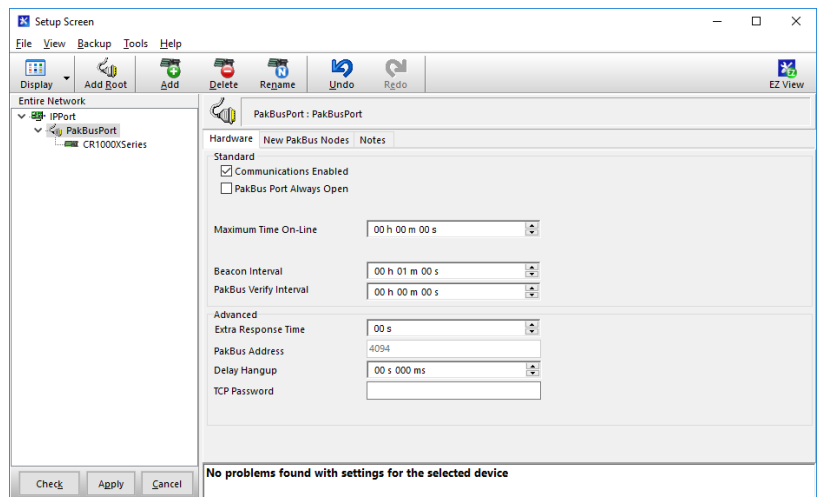 Setup Screen
File View Backup Tools Help
Display Add Root Add Delete Rename Undo Redo EZ View
Entire Network
IPPort
PakBusPort
CR1000XSeries
PakBusPort : PakBusPort
Hardware New PakBus Nodes Notes
Standard
Communications Enabled
PakBus Port Always Open
Maximum Time On-Line 00 h 00 m 00 s
Beacon Interval 00 h 01 m 00 s
PakBus Verify Interval 00 h 00 m 00 s
Advanced
Extra Response Time 00 s
PakBus Address 4094
Delay Hangup 00 s 000 ms
TCP Password
No problems found with settings for the selected device
Check Apply Cancel